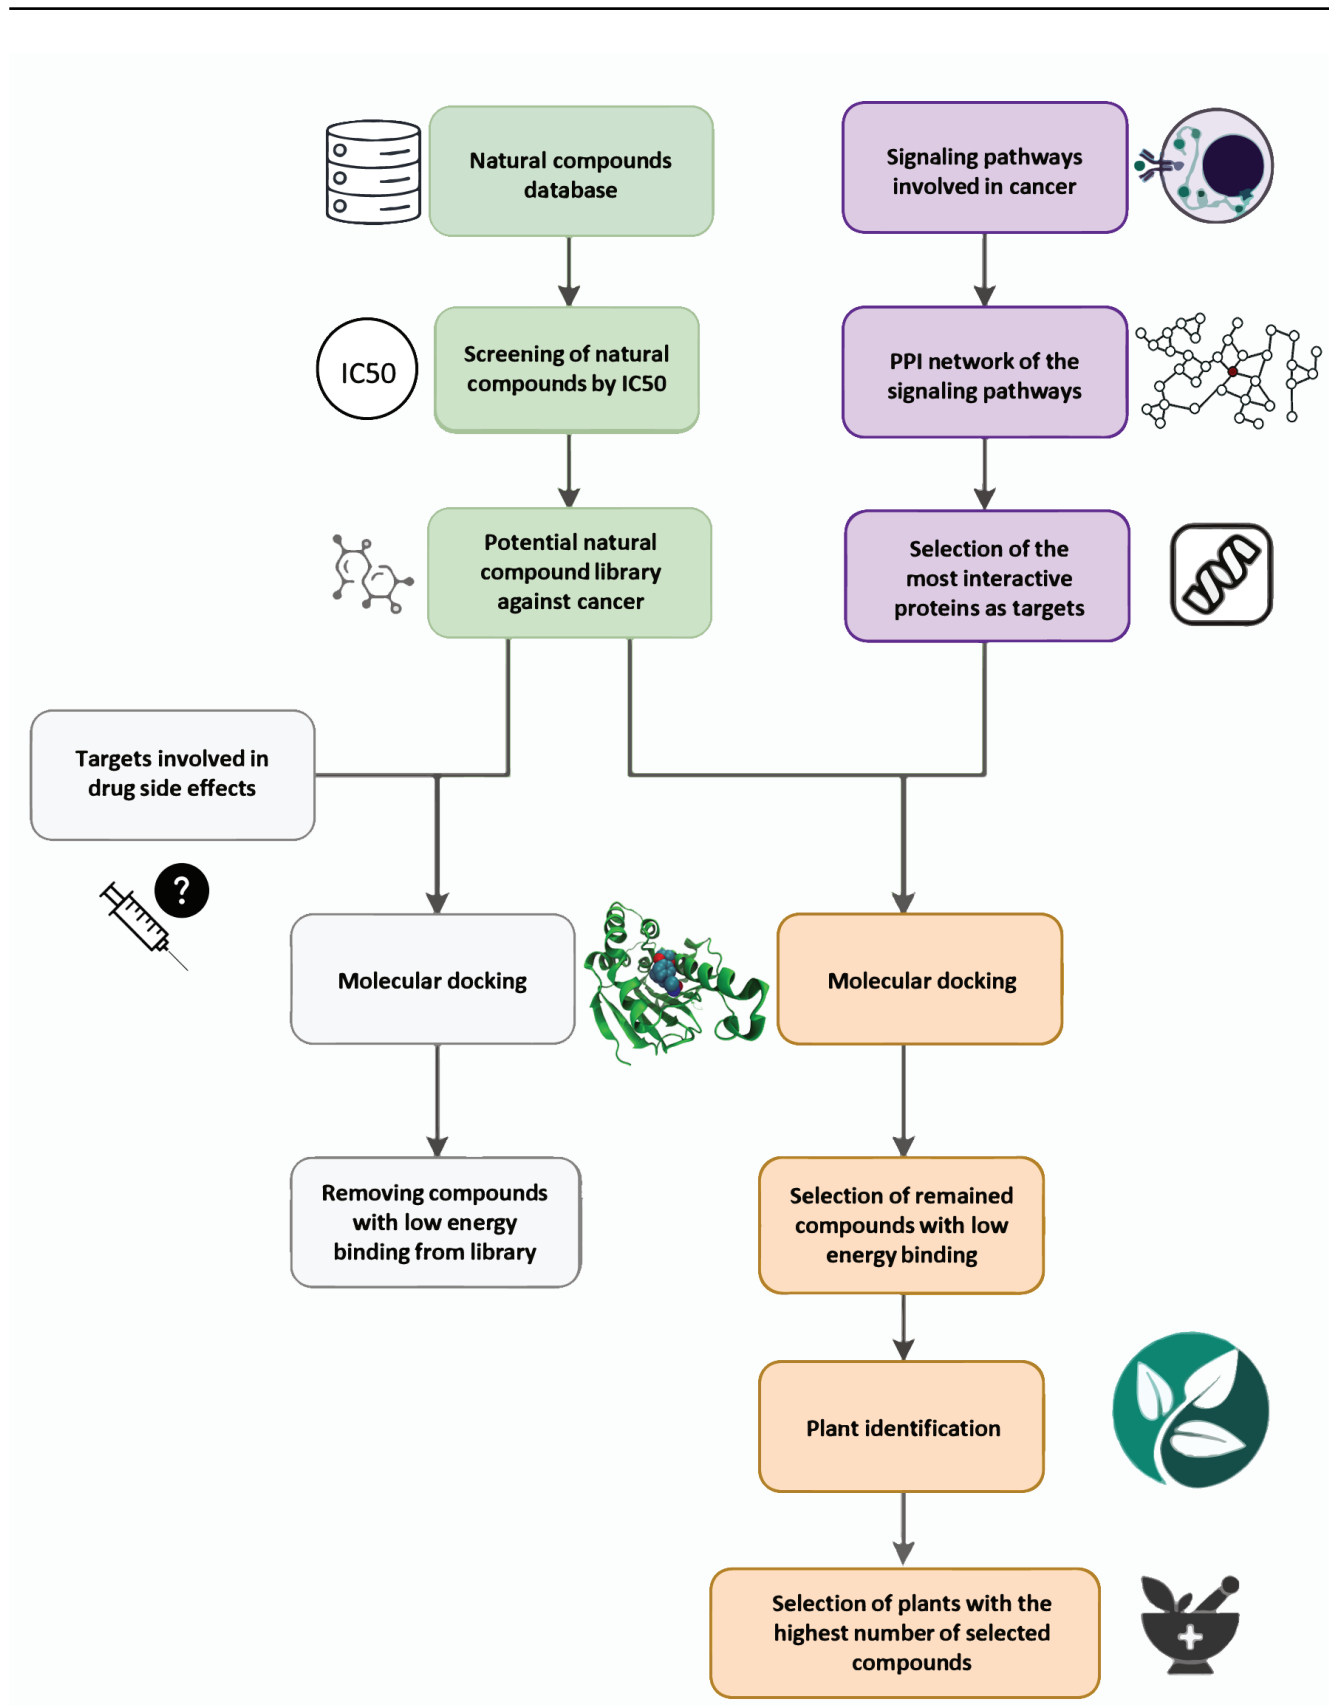 Natural compounds
database
Signaling pathways
involved in cancer
IC50
Screening of natural
compounds by IC50
PPI network of the
signaling pathways
Potential natural
compound library
against cancer
Selection of the
most interactive
proteins as targets
Targets involved in
drug side effects
?
Molecular docking
Molecular docking
Removing compounds
with low energy
binding from library
Selection of remained
compounds with low
energy binding
Plant identification
Selection of plants with the
highest number of selected
compounds